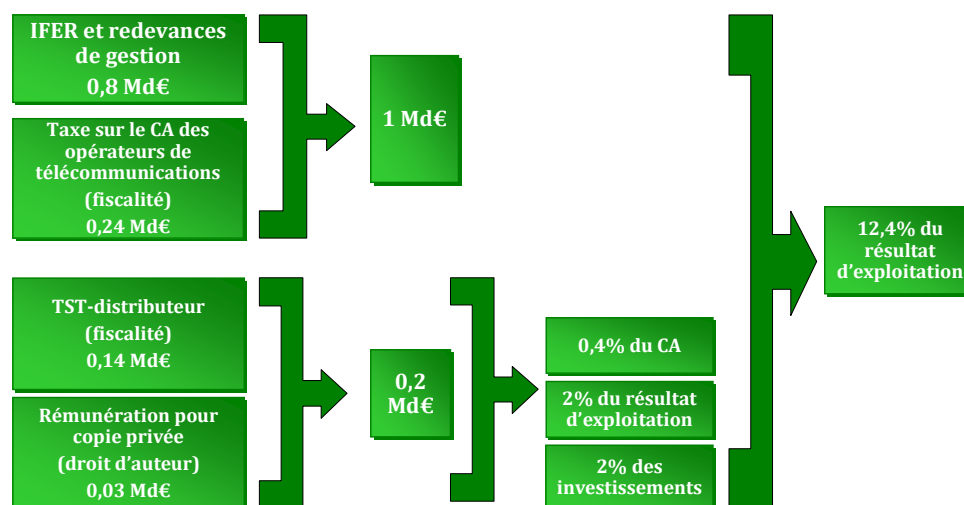 IFER et redevances
de gestion
0,8 Md€
Taxe sur le CA des
opérateurs de
télécommunications
(fiscalité)
0,24 Md€
1 Md€
TST-distributeur
(fiscalité)
0,14 Md€
Rémunération pour
copie privée
(droit d'auteur)
0,03 Md€
0,2
Md€
0,4% du CA
2% du résultat
d'exploitation
2% des
investissements
12,4% du
résultat
d'exploitation